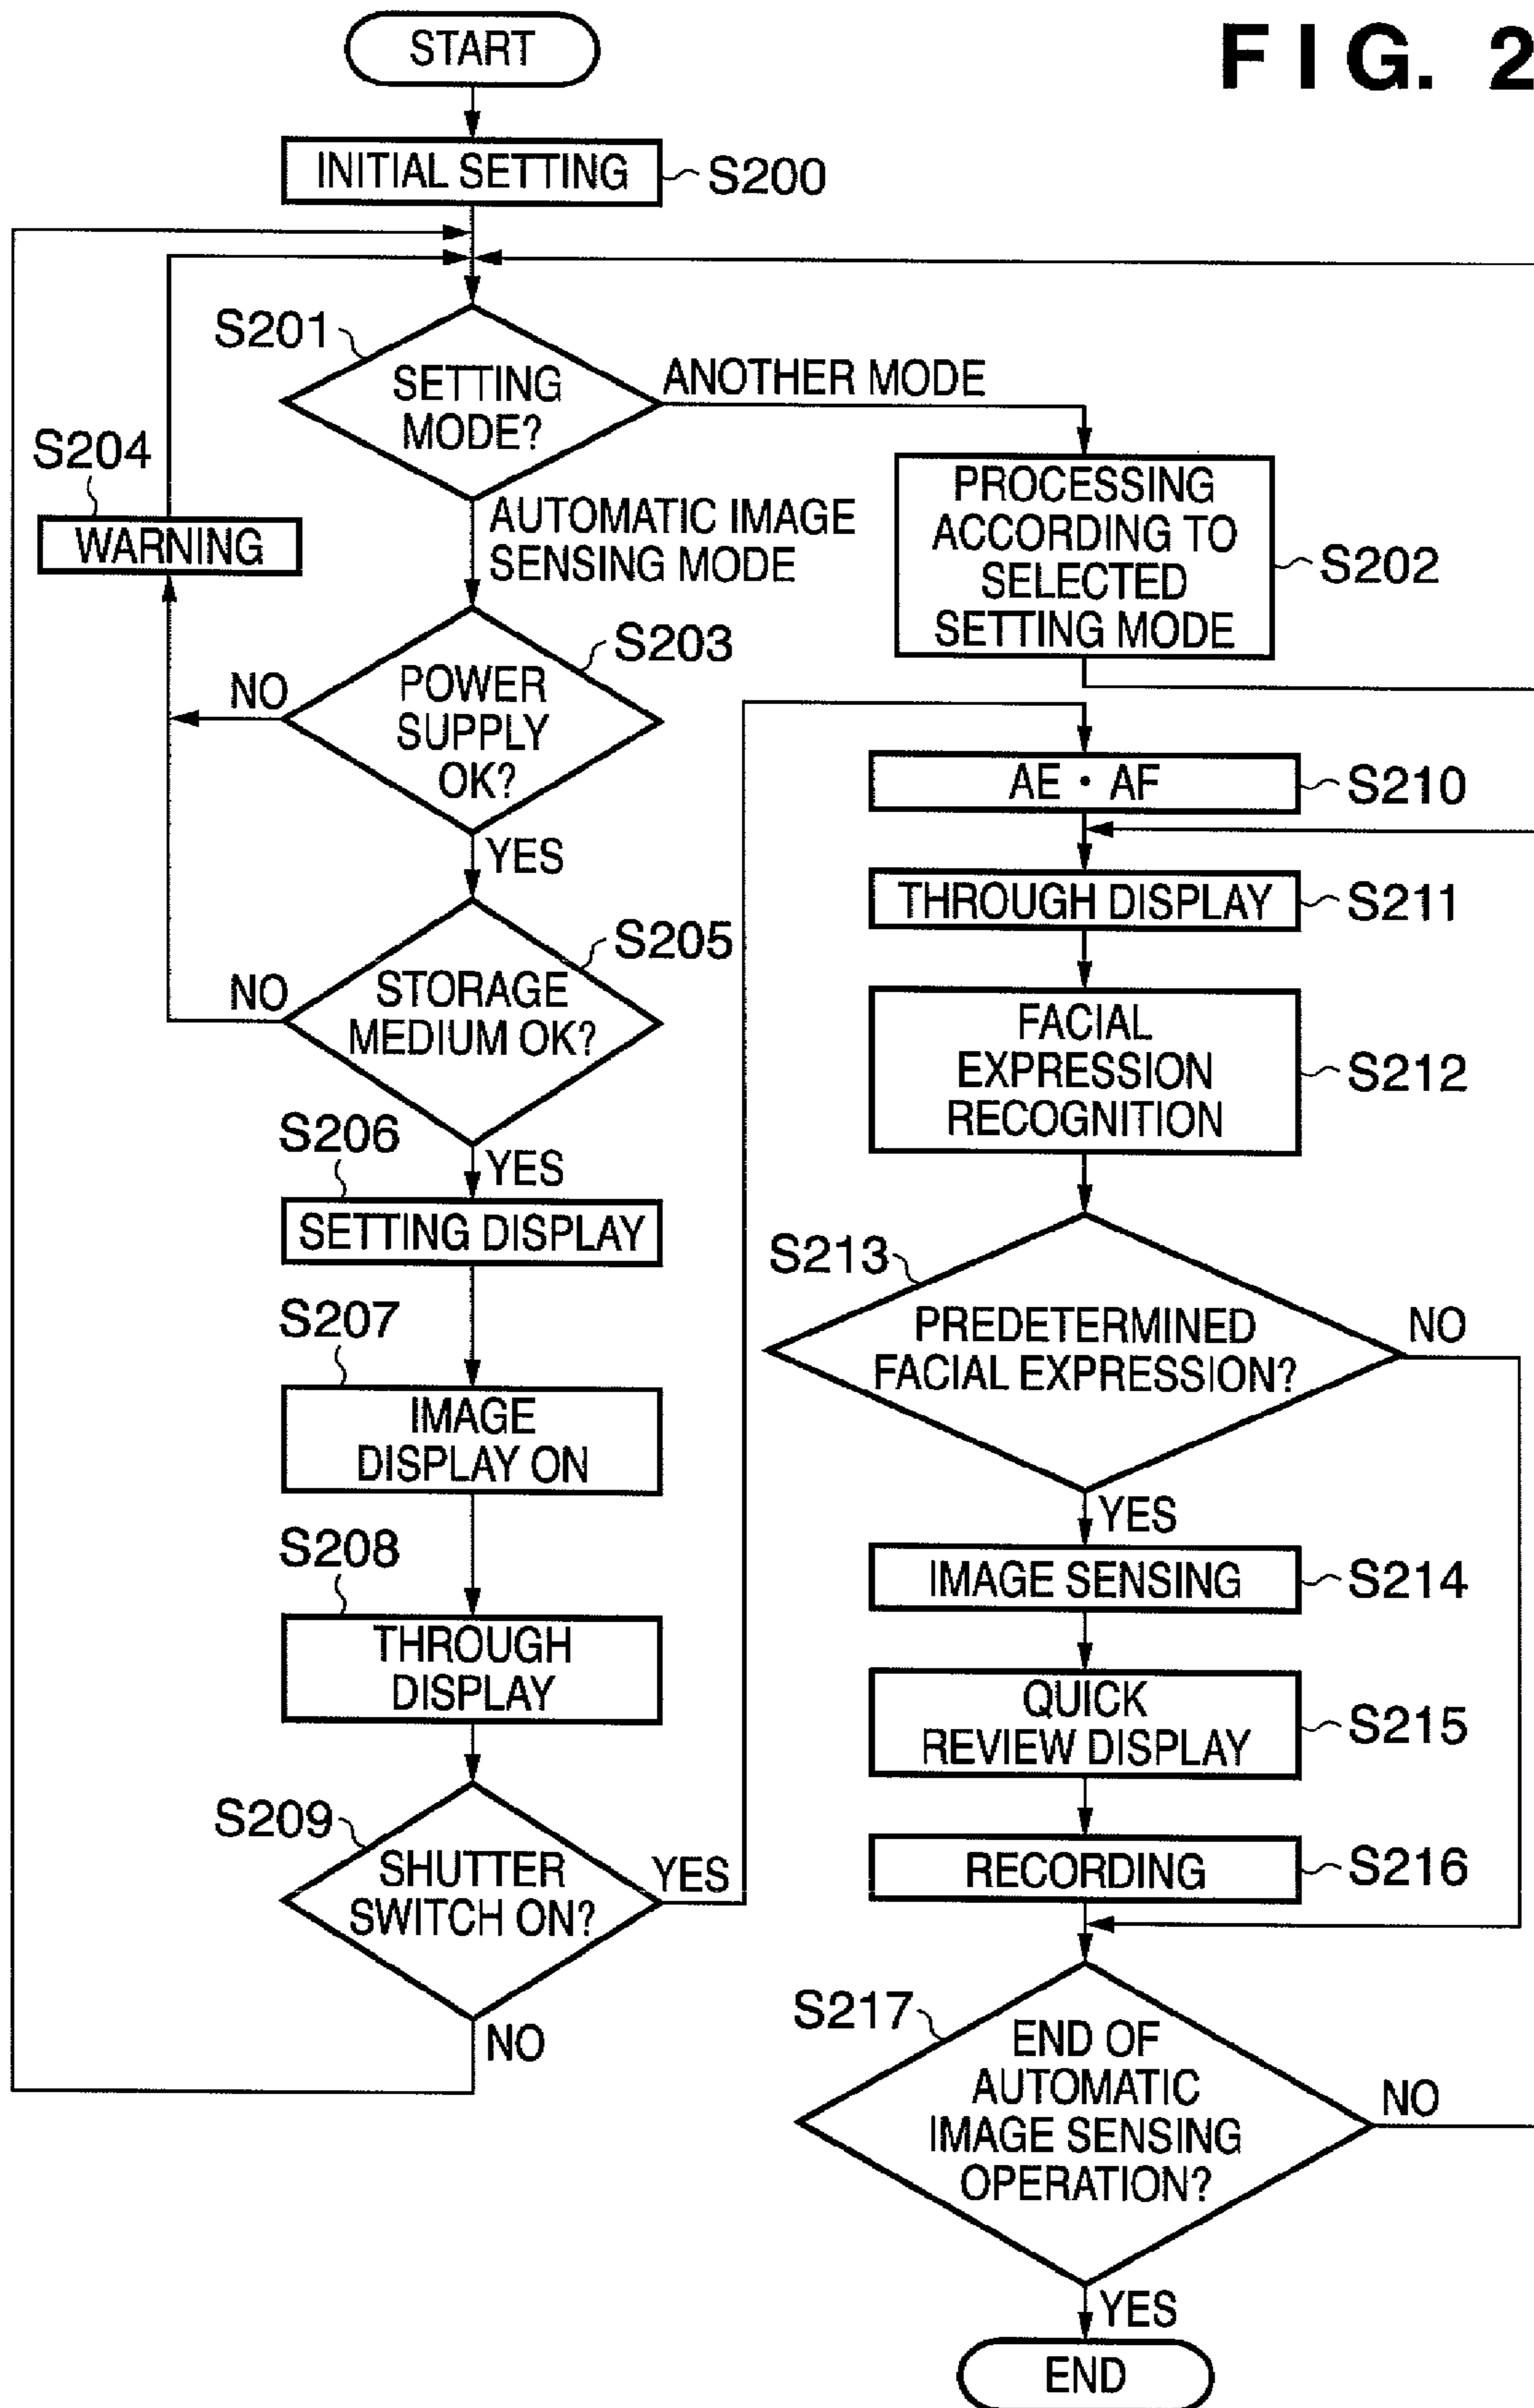 FIG. 2
START
INITIAL SETTING
S200
S201
SETTING
MODE?
ANOTHER MODE
AUTOMATIC IMAGE
SENSING MODE
S204
WARNING
PROCESSING
ACCORDING TO
SELECTED
SETTING MODE
S202
S203
POWER
SUPPLY
OK?
NO
YES
S205
STORAGE
MEDIUM OK?
NO
YES
S206
SETTING DISPLAY
S207
IMAGE
DISPLAY ON
S208
THROUGH
DISPLAY
S209
SHUTTER
SWITCH ON?
YES
NO
AE · AF
S210
THROUGH DISPLAY
S211
FACIAL
EXPRESSION
RECOGNITION
S212
S213
PREDETERMINED
FACIAL EXPRESSION?
NO
YES
IMAGE SENSING
S214
QUICK
REVIEW DISPLAY
S215
RECORDING
S216
S217
END OF
AUTOMATIC
IMAGE SENSING
OPERATION?
NO
YES
END